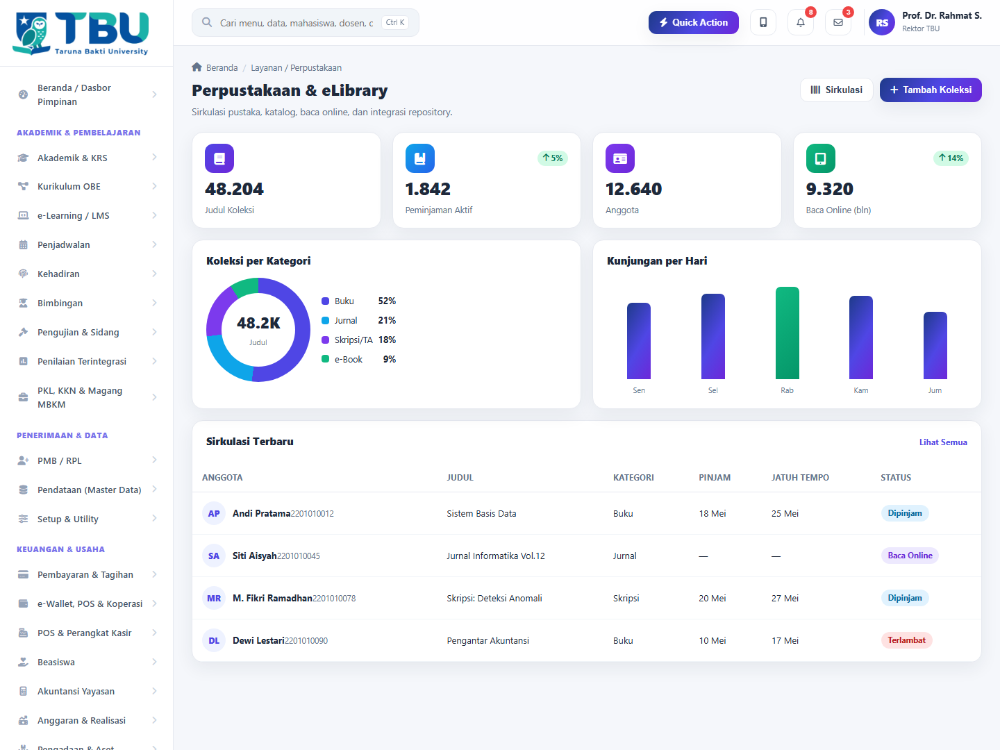 TBU
Taruna Bakti University
Cari menu, data, mahasiswa, dosen, c
Ctrl K
Quick Action
8
3
RS
Prof. Dr. Rahmat S.
Rektor TBU
Beranda / Dasbor
Pimpinan
AKADEMIK & PEMBELAJARAN
Akademik & KRS
Kurikulum OBE
e-Learning / LMS
Penjadwalan
Kehadiran
Bimbingan
Pengujian & Sidang
Penilaian Terintegrasi
PKL, KKN & Magang
MBKM
PENERIMAAN & DATA
PMB / RPL
Pendataan (Master Data)
Setup & Utility
KEUANGAN & USAHA
Pembayaran & Tagihan
e-Wallet, POS & Koperasi
POS & Perangkat Kasir
Beasiswa
Akuntansi Yayasan
Anggaran & Realisasi
Pengadaan & Aset
Beranda / Layanan / Perpustakaan
Perpustakaan & eLibrary
Sirkulasi pustaka, katalog, baca online, dan integrasi repository.
Sirkulasi
Tambah Koleksi
48.204
Judul Koleksi
5%
1.842
Peminjaman Aktif
12.640
Anggota
14%
9.320
Baca Online (bln)
Koleksi per Kategori
48.2K
Judul
Buku 52%
Jurnal 21%
Skripsi/TA 18%
e-Book 9%
Kunjungan per Hari
Sen Sel Rab Kam Jum
Sirkulasi Terbaru
Lihat Semua
ANGGOTA JUDUL KATEGORI PINJAM JATUH TEMPO STATUS
AP Andi Pratama2201010012 Sistem Basis Data Buku 18 Mei 25 Mei Dipinjam
SA Siti Aisyah2201010045 Jurnal Informatika Vol.12 Jurnal — — Baca Online
MR M. Fikri Ramadhan2201010078 Skripsi: Deteksi Anomali Skripsi 20 Mei 27 Mei Dipinjam
DL Dewi Lestari2201010090 Pengantar Akuntansi Buku 10 Mei 17 Mei Terlambat